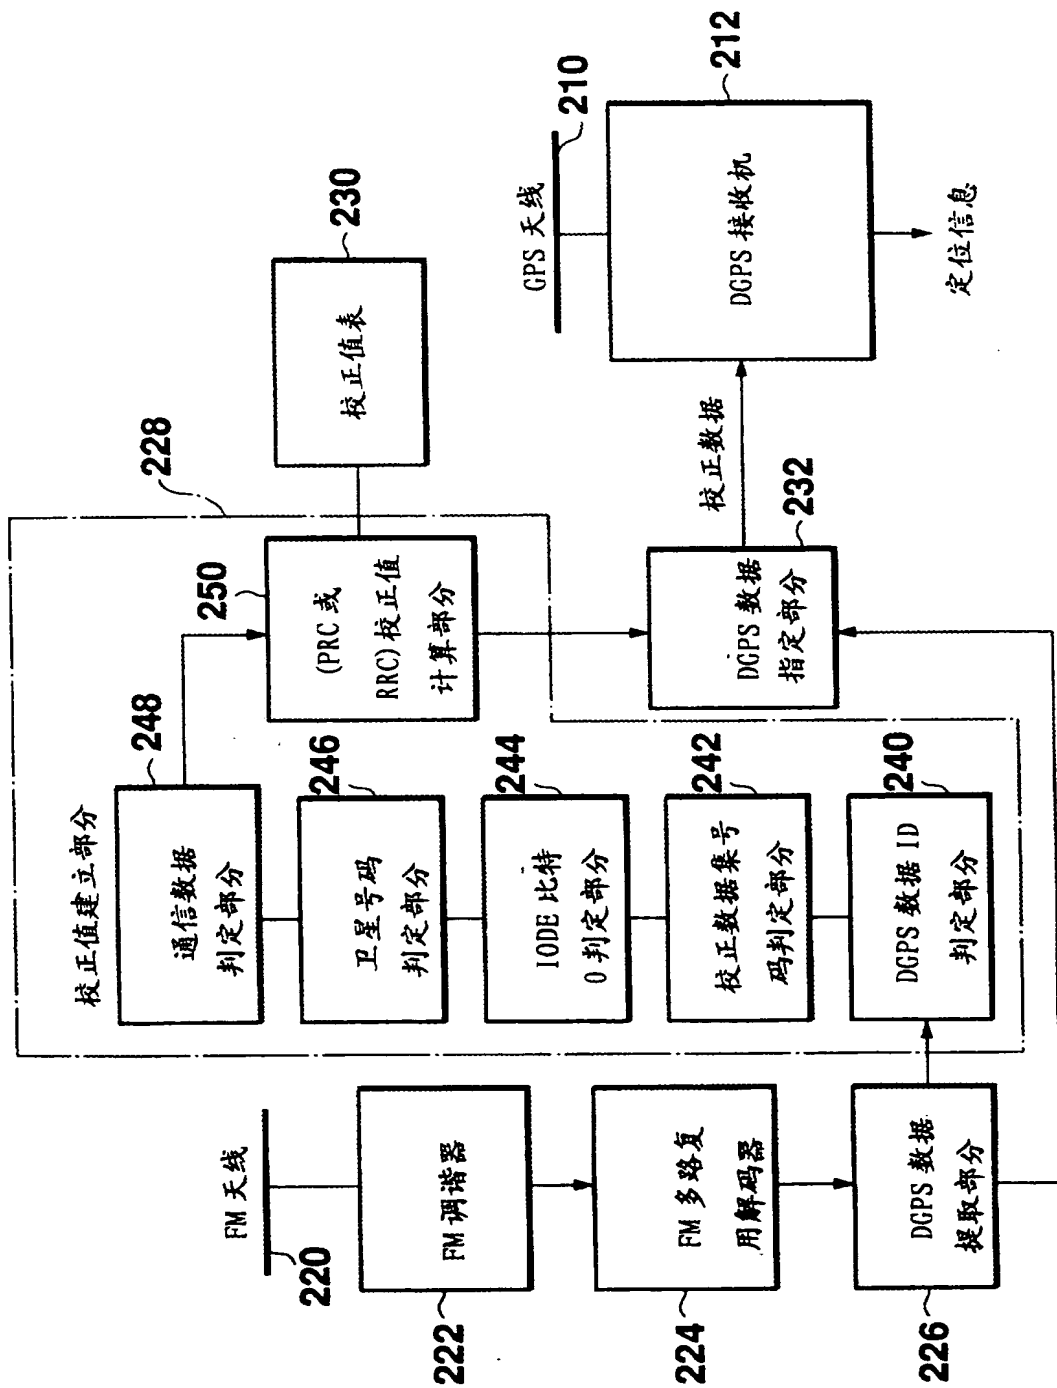 FM 天线
220
FM 调谐器
222
FM 多路复
用解码器
224
DGPS 数据
提取部分
226
校正值建立部分
228
通信数据
判定部分
248
卫星号码
判定部分
246
IODE 比特
0 判定部分
244
校正数据集号
码判定部分
242
DGPS 数据 ID
判定部分
240
(PRC 或
RRC) 校正值
计算部分
250
校正值表
230
DGPS 数据
指定部分
232
校正数据
GPS 天线
210
DGPS 接收机
212
定位信息